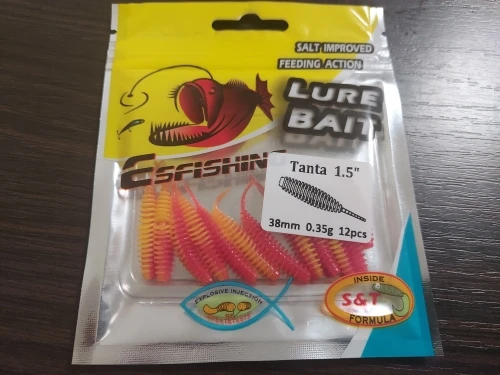 SALT IMPROVED
FEEDING ACTION
LURE
BAIT
ESFISHING
Tanta 1.5"
38mm 0.35g 12pcs
EXPLOSIVE INJECTION
INSIDE
S&T
FORMULA